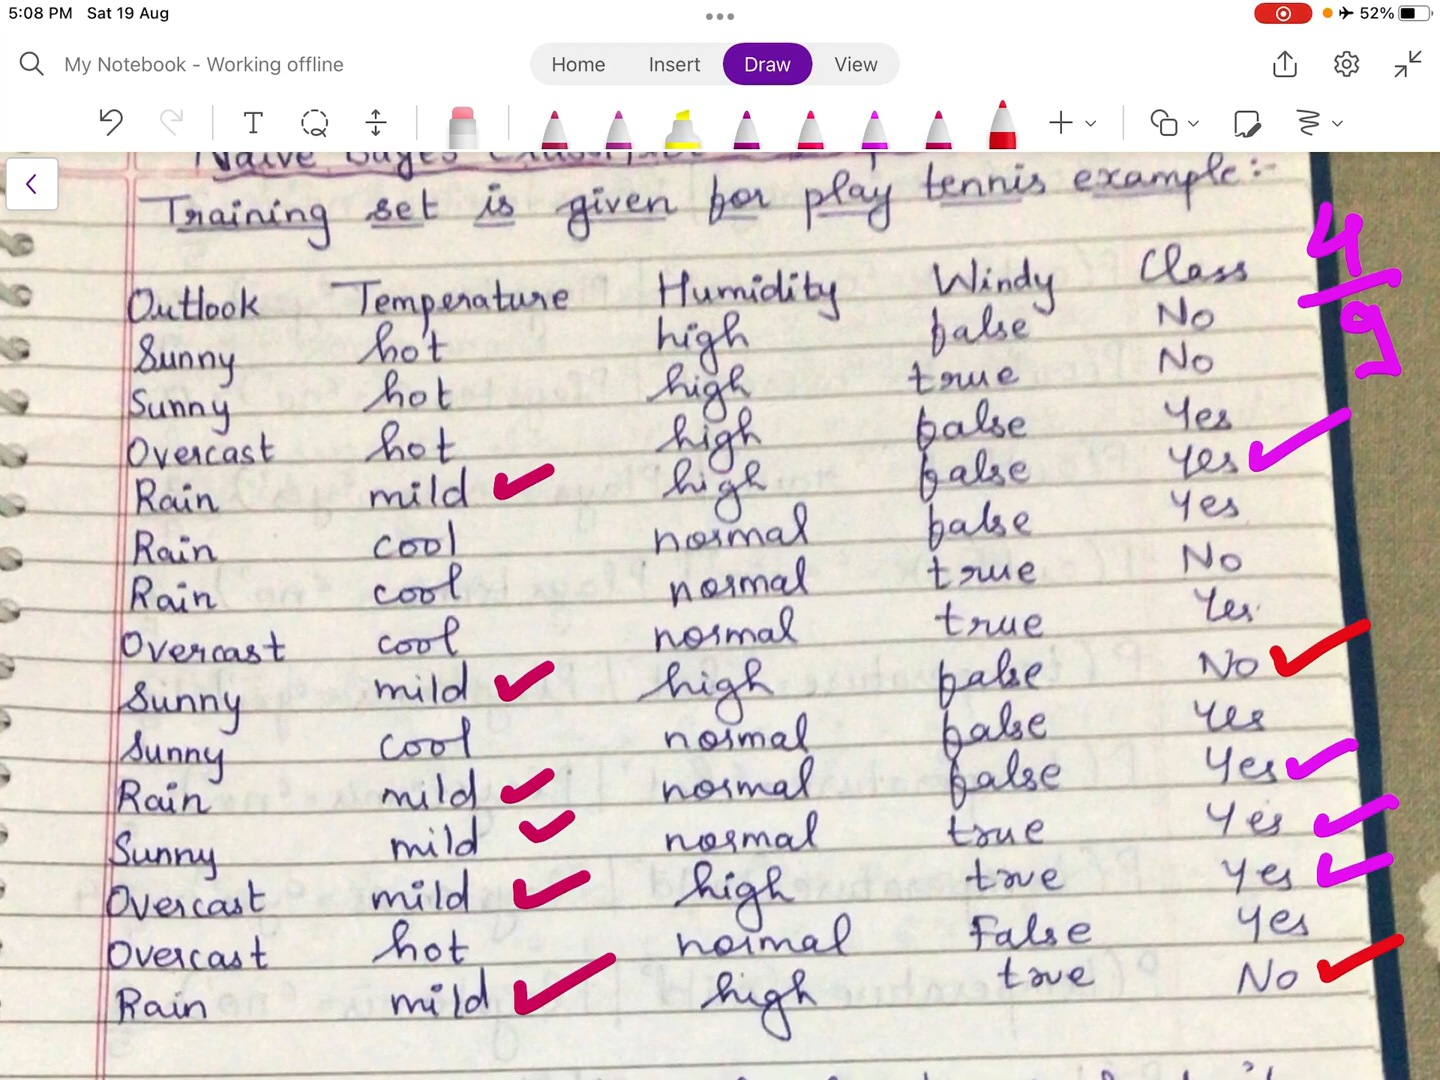 5:08 PM Sat 19 Aug
52%
My Notebook - Working offline
Home Insert Draw View
T
Training set is given for play tennis example:-
4/9
Outlook Temperature Humidity Windy Class
Sunny hot high false No
Sunny hot high true No
Overcast hot high false Yes
Rain mild high false Yes
Rain cool normal false Yes
Rain cool normal true No
Overcast cool normal true Yes
Sunny mild high false No
Sunny cool normal false Yes
Rain mild normal false Yes
Sunny mild normal true Yes
Overcast mild high true Yes
Overcast hot normal False Yes
Rain mild high true No